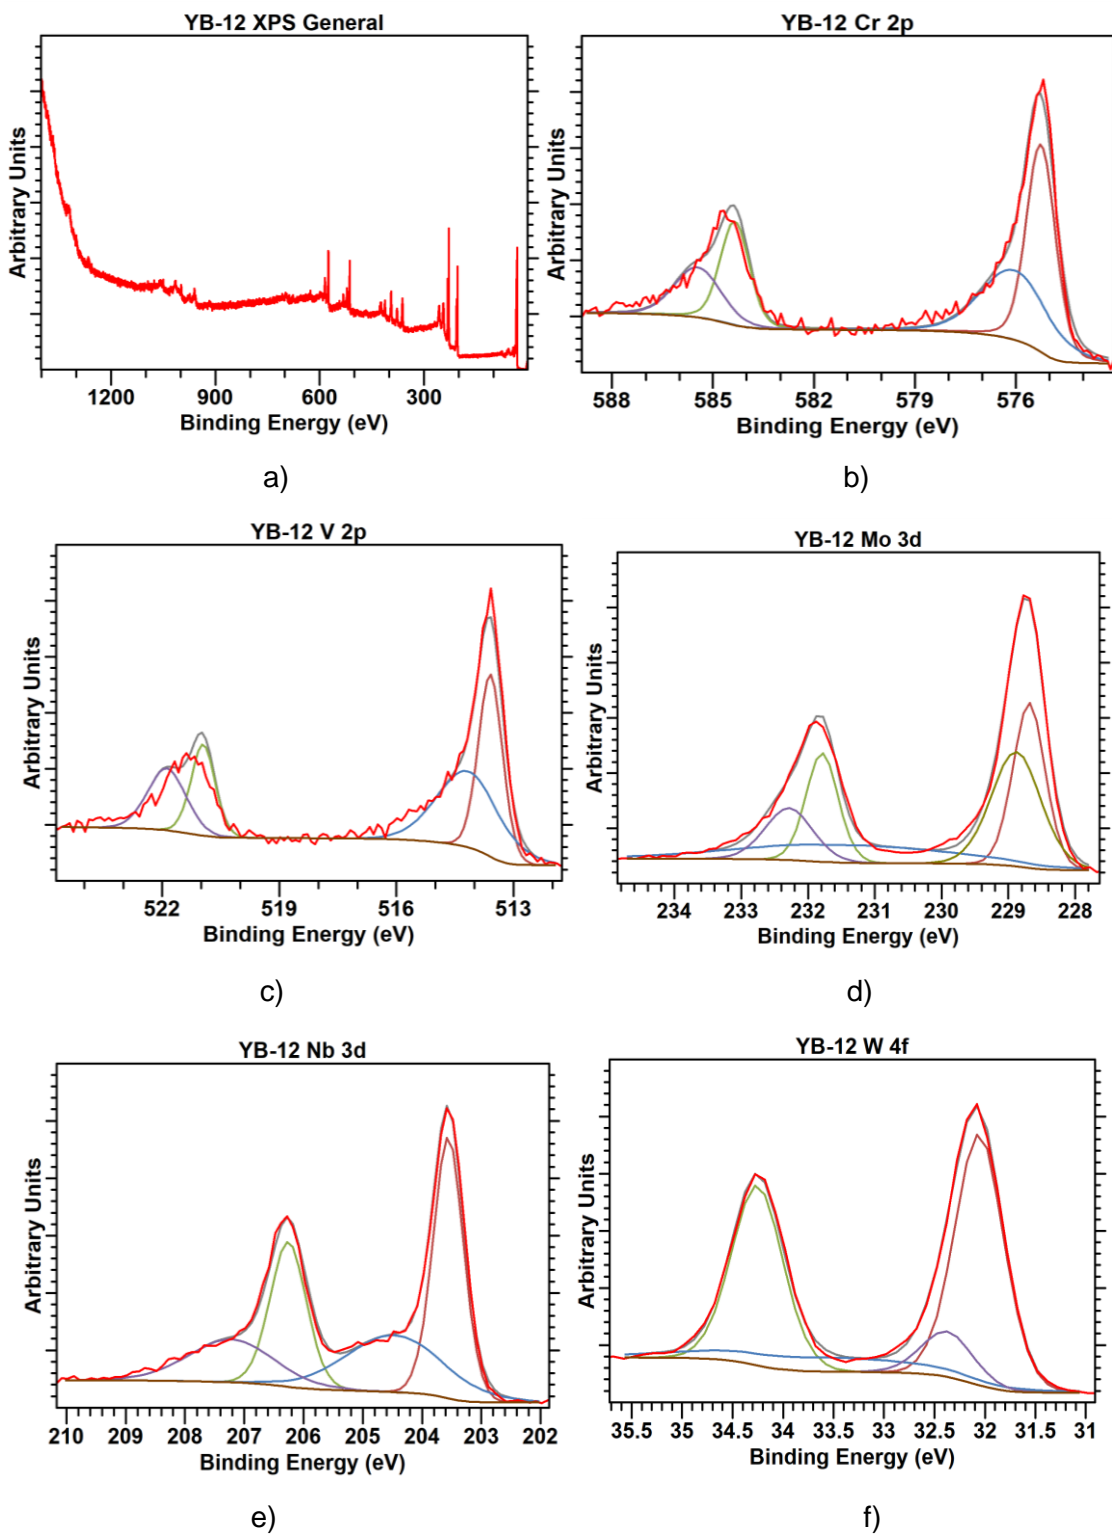 YB-12 XPS General
Arbitrary Units
1200 900 600 300
Binding Energy (eV)
a)
YB-12 Cr 2p
Arbitrary Units
588 585 582 579 576
Binding Energy (eV)
b)
YB-12 V 2p
Arbitrary Units
522 519 516 513
Binding Energy (eV)
c)
YB-12 Mo 3d
Arbitrary Units
234 233 232 231 230 229 228
Binding Energy (eV)
d)
YB-12 Nb 3d
Arbitrary Units
210 209 208 207 206 205 204 203 202
Binding Energy (eV)
e)
YB-12 W 4f
Arbitrary Units
35.5 35 34.5 34 33.5 33 32.5 32 31.5 31
Binding Energy (eV)
f)